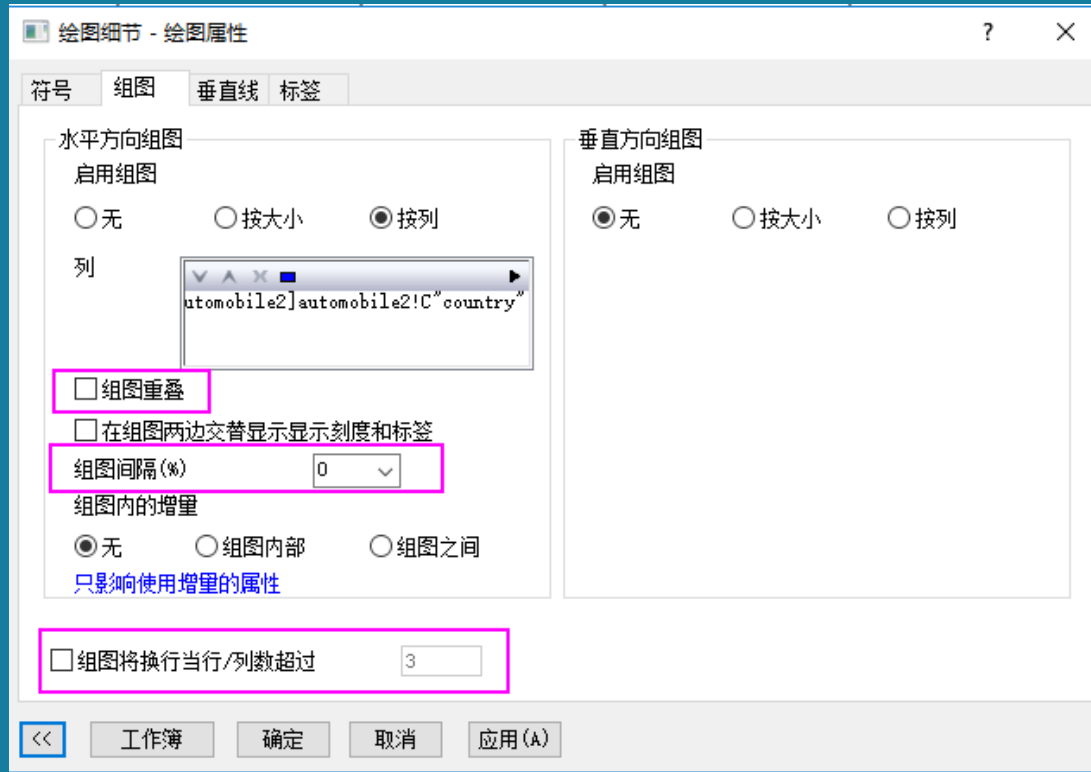 绘图细节 - 绘图属性
符号 组图 垂直线 标签
水平方向组图
启用组图
无 按大小 按列
列
utomobile2]automobile2!C"country"
组图重叠
在组图两边交替显示显示刻度和标签
组图间隔(%) 0
组图内的增量
无 组图内部 组图之间
只影响使用增量的属性
垂直方向组图
启用组图
无 按大小 按列
组图将换行当行/列数超过 3
<< 工作簿 确定 取消 应用(A)